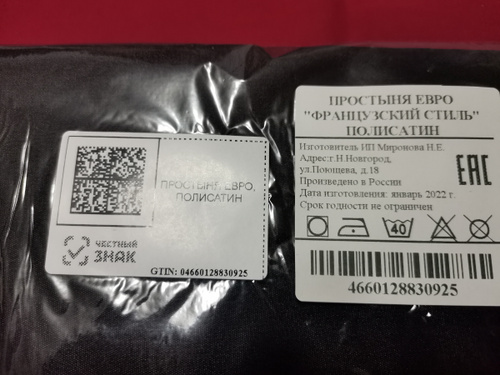 ПРОСТЫНЯ, ЕВРО,
ПОЛИСАТИН
ЧЕСТНЫЙ
ЗНАК
GTIN: 04660128830925
ПРОСТЫНЯ ЕВРО
"ФРАНЦУЗСКИЙ СТИЛЬ"
ПОЛИСАТИН
Изготовитель ИП Миронова Н.Е.
Адрес:г.Н.Новгород,
ул.Поющева, д.18
Произведено в России
Дата изготовления: январь 2022 г.
Срок годности не ограничен
EAC
40
4660128830925